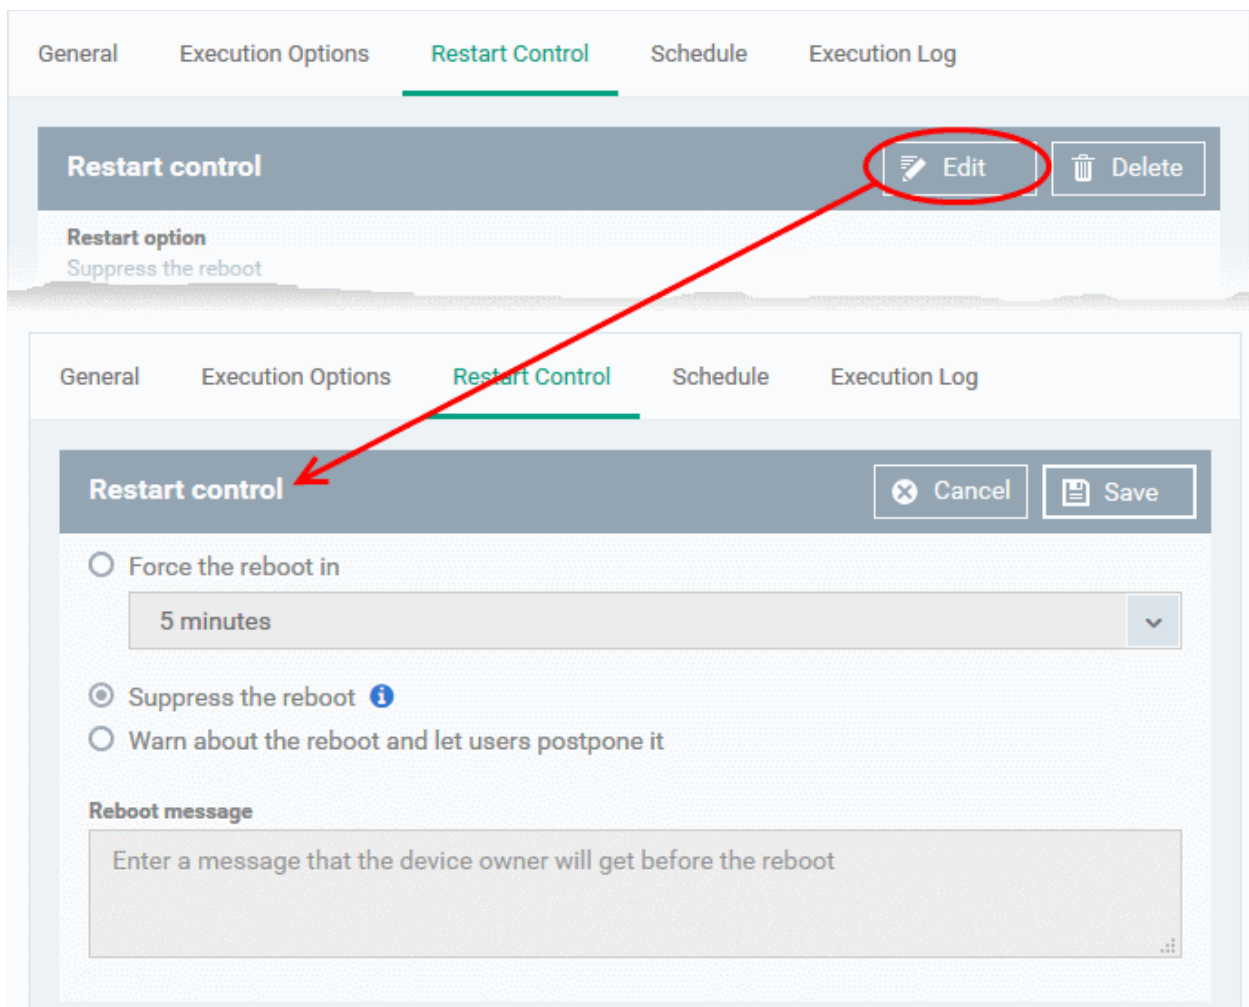 General Execution Options Restart Control Schedule Execution Log
Restart control Edit Delete
Restart option
Suppress the reboot
General Execution Options Restart Control Schedule Execution Log
Restart control Cancel Save
Force the reboot in
5 minutes
Suppress the reboot
Warn about the reboot and let users postpone it
Reboot message
Enter a message that the device owner will get before the reboot